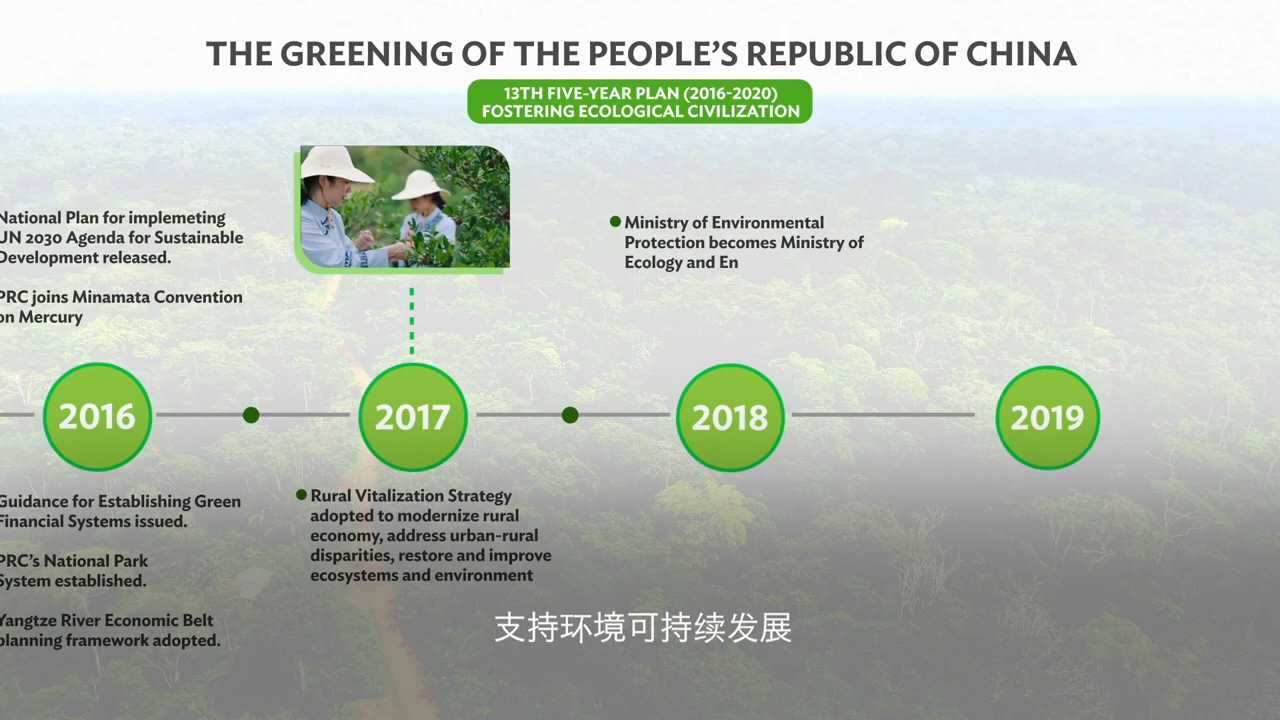 THE GREENING OF THE PEOPLE'S REPUBLIC OF CHINA
13TH FIVE-YEAR PLAN (2016-2020)
FOSTERING ECOLOGICAL CIVILIZATION
National Plan for implemeting
UN 2030 Agenda for Sustainable
Development released.
PRC joins Minamata Convention
on Mercury
Ministry of Environmental
Protection becomes Ministry of
Ecology and En
2016
2017
2018
2019
Guidance for Establishing Green
Financial Systems issued.
PRC's National Park
System established.
Yangtze River Economic Belt
planning framework adopted.
Rural Vitalization Strategy
adopted to modernize rural
economy, address urban-rural
disparities, restore and improve
ecosystems and environment
支持环境可持续发展